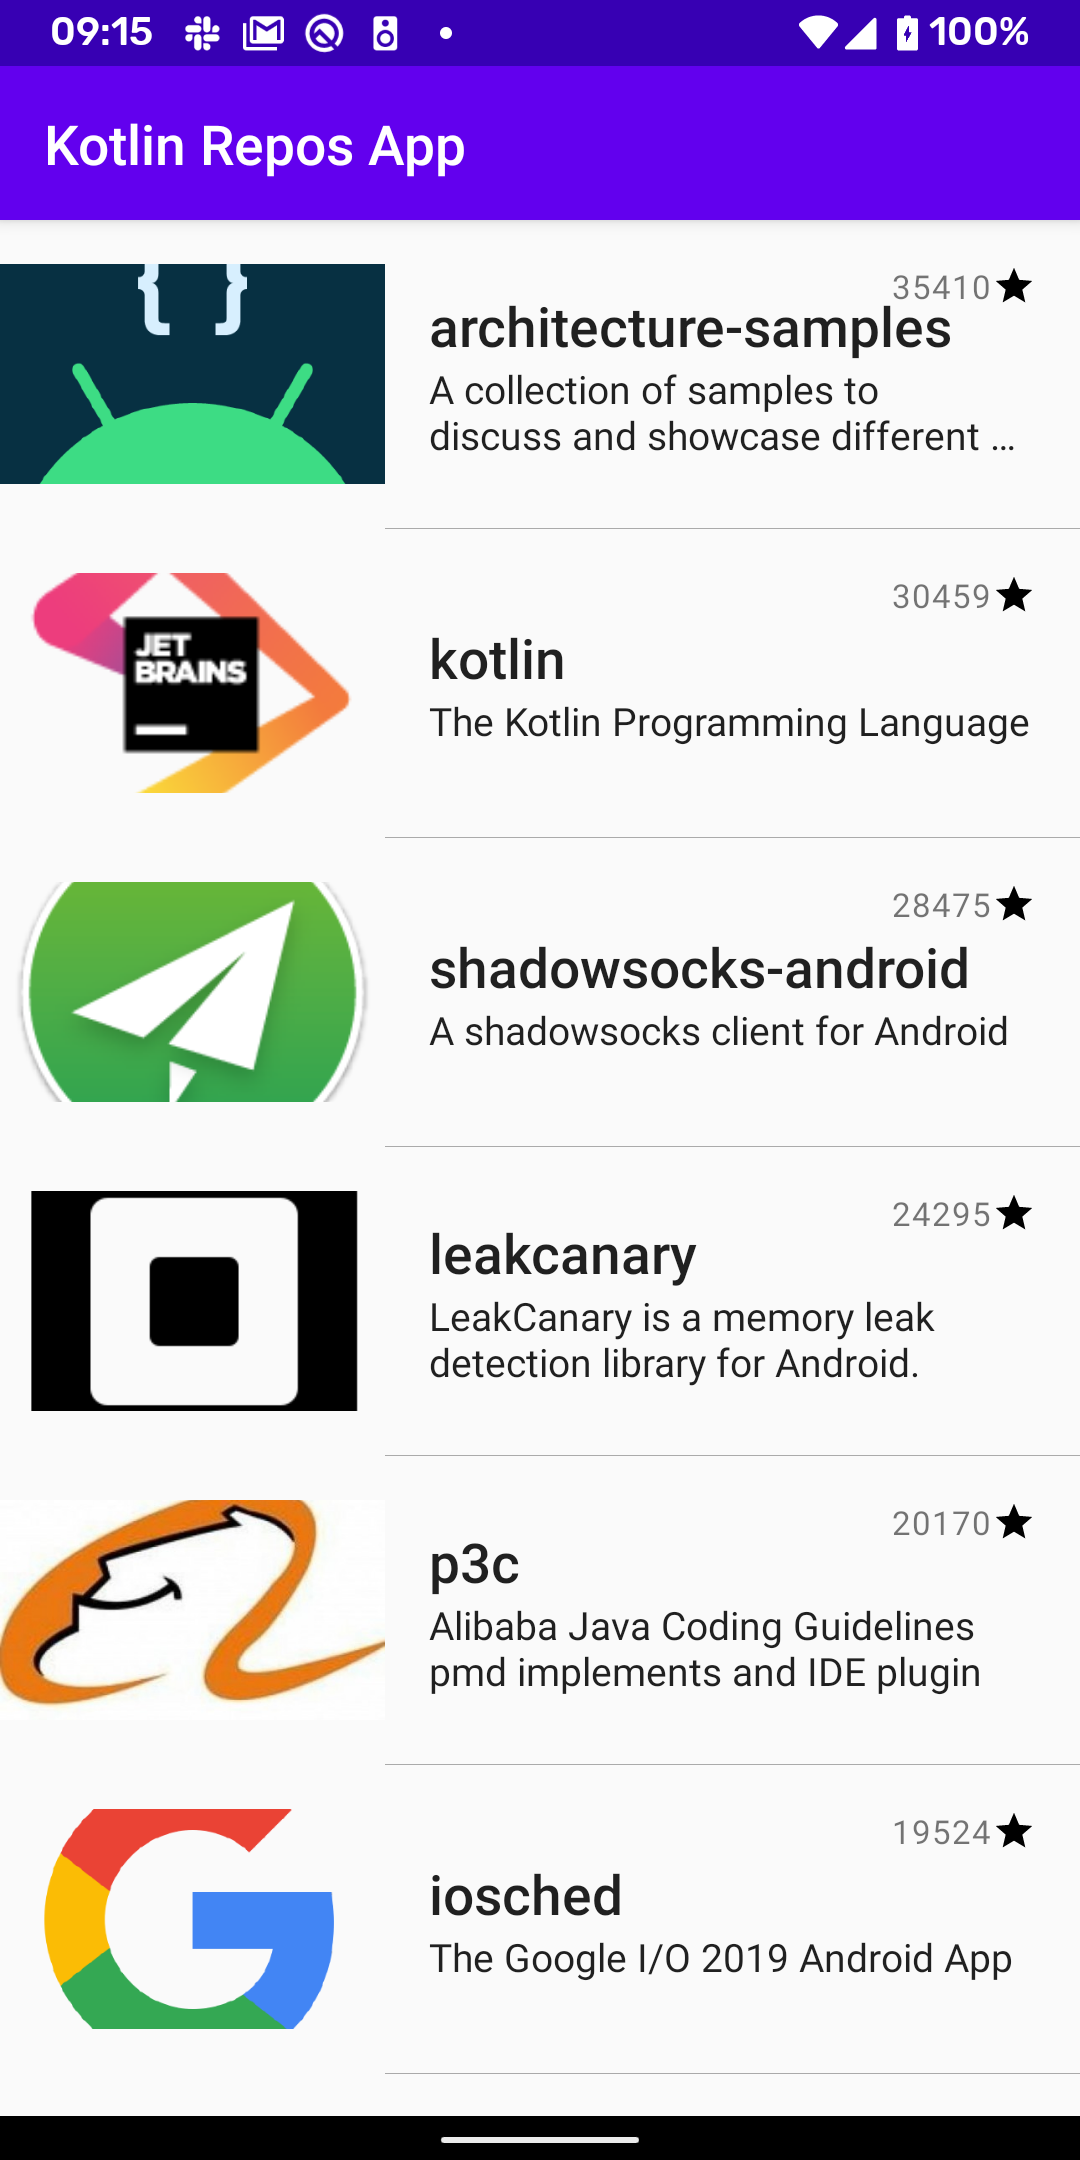 09:15
100%
Kotlin Repos App
{ }
35410
architecture-samples
A collection of samples to
discuss and showcase different …
30459
JET
BRAINS
kotlin
The Kotlin Programming Language
28475
shadowsocks-android
A shadowsocks client for Android
24295
leakcanary
LeakCanary is a memory leak
detection library for Android.
20170
p3c
Alibaba Java Coding Guidelines
pmd implements and IDE plugin
19524
iosched
The Google I/O 2019 Android App